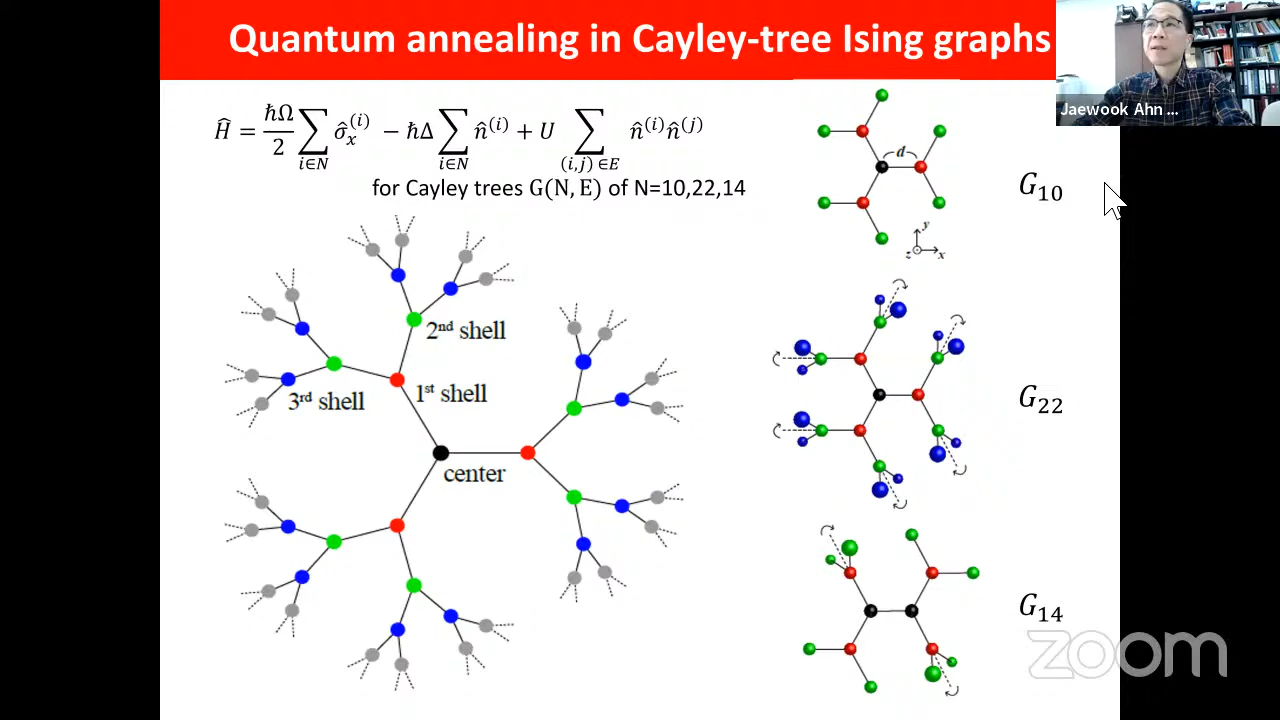 Quantum annealing in Cayley-tree Ising graphs
Jaewook Ahn ...
Ĥ = ħΩ/2 ∑_{i∈N} σ̂_x^{(i)} − ħΔ ∑_{i∈N} n̂^{(i)} + U ∑_{(i,j)∈E} n̂^{(i)} n̂^{(j)}
for Cayley trees G(N, E) of N=10,22,14
d
G₁₀
y
z x
2ⁿᵈ shell
1ˢᵗ shell
3ʳᵈ shell
center
G₂₂
G₁₄
zoom